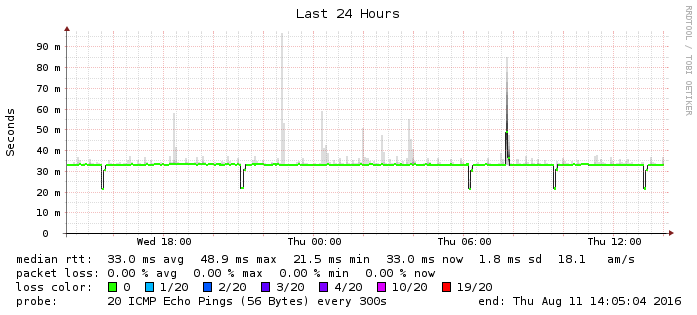 Last 24 Hours
RRDTOOL / TOBI OETIKER
Seconds
90 m
80 m
70 m
60 m
50 m
40 m
30 m
20 m
10 m
0
Wed 18:00 Thu 00:00 Thu 06:00 Thu 12:00
median rtt: 33.0 ms avg 48.9 ms max 21.5 ms min 33.0 ms now 1.8 ms sd 18.1 am/s
packet loss: 0.00 % avg 0.00 % max 0.00 % min 0.00 % now
loss color: 0 1/20 2/20 3/20 4/20 10/20 19/20
probe: 20 ICMP Echo Pings (56 Bytes) every 300s end: Thu Aug 11 14:05:04 2016